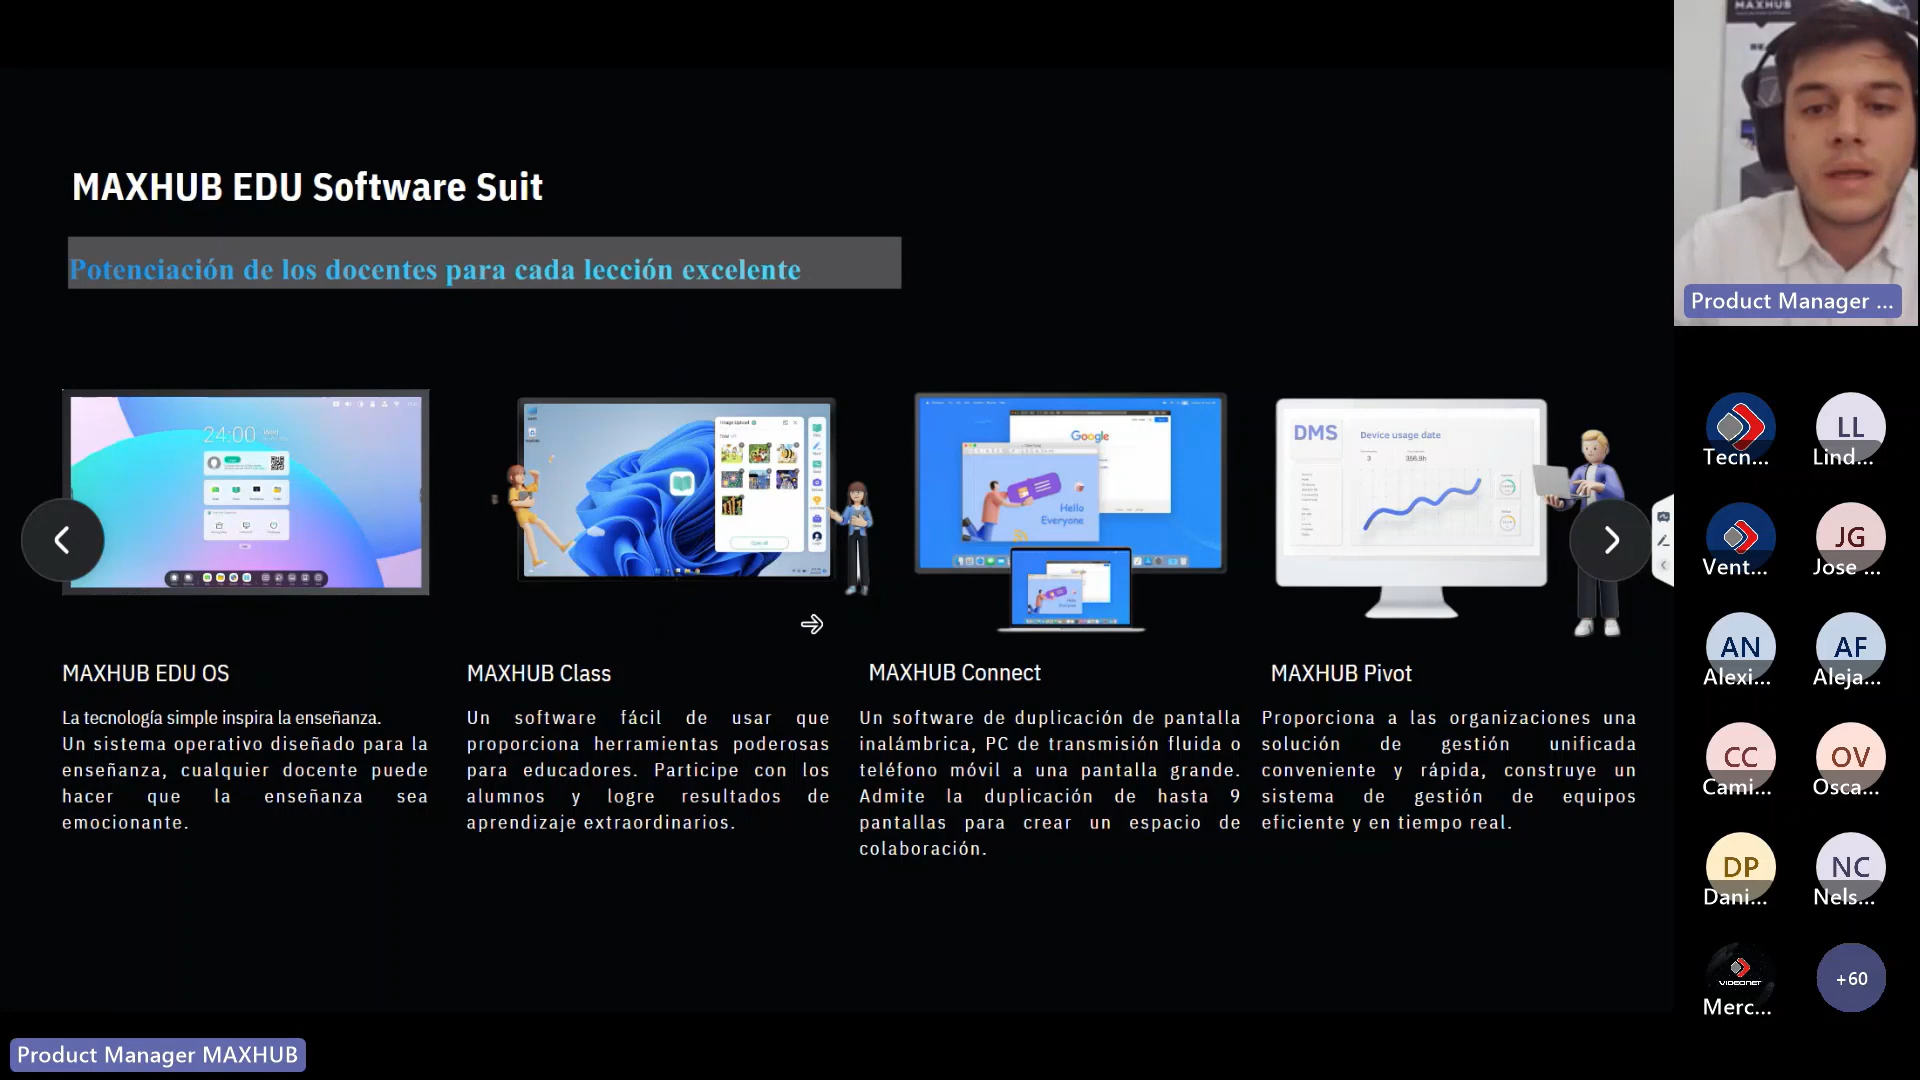 MAXHUB EDU Software Suit
Potenciación de los docentes para cada lección excelente
24:00
Hello
Everyone
Google
DMS
Device usage date
MAXHUB EDU OS
La tecnología simple inspira la enseñanza.
Un sistema operativo diseñado para la
enseñanza, cualquier docente puede
hacer que la enseñanza sea
emocionante.
MAXHUB Class
Un software fácil de usar que
proporciona herramientas poderosas
para educadores. Participe con los
alumnos y logre resultados de
aprendizaje extraordinarios.
MAXHUB Connect
Un software de duplicación de pantalla
inalámbrica, PC de transmisión fluida o
teléfono móvil a una pantalla grande.
Admite la duplicación de hasta 9
pantallas para crear un espacio de
colaboración.
MAXHUB Pivot
Proporciona a las organizaciones una
solución de gestión unificada
conveniente y rápida, construye un
sistema de gestión de equipos
eficiente y en tiempo real.
MAXHUB
Product Manager ...
Tecn...
LL
Lind...
Vent...
JG
Jose ...
AN
Alexi...
AF
Aleja...
CC
Cami...
OV
Osca...
DP
Dani...
NC
Nels...
VIDEONET
Merc...
+60
Product Manager MAXHUB